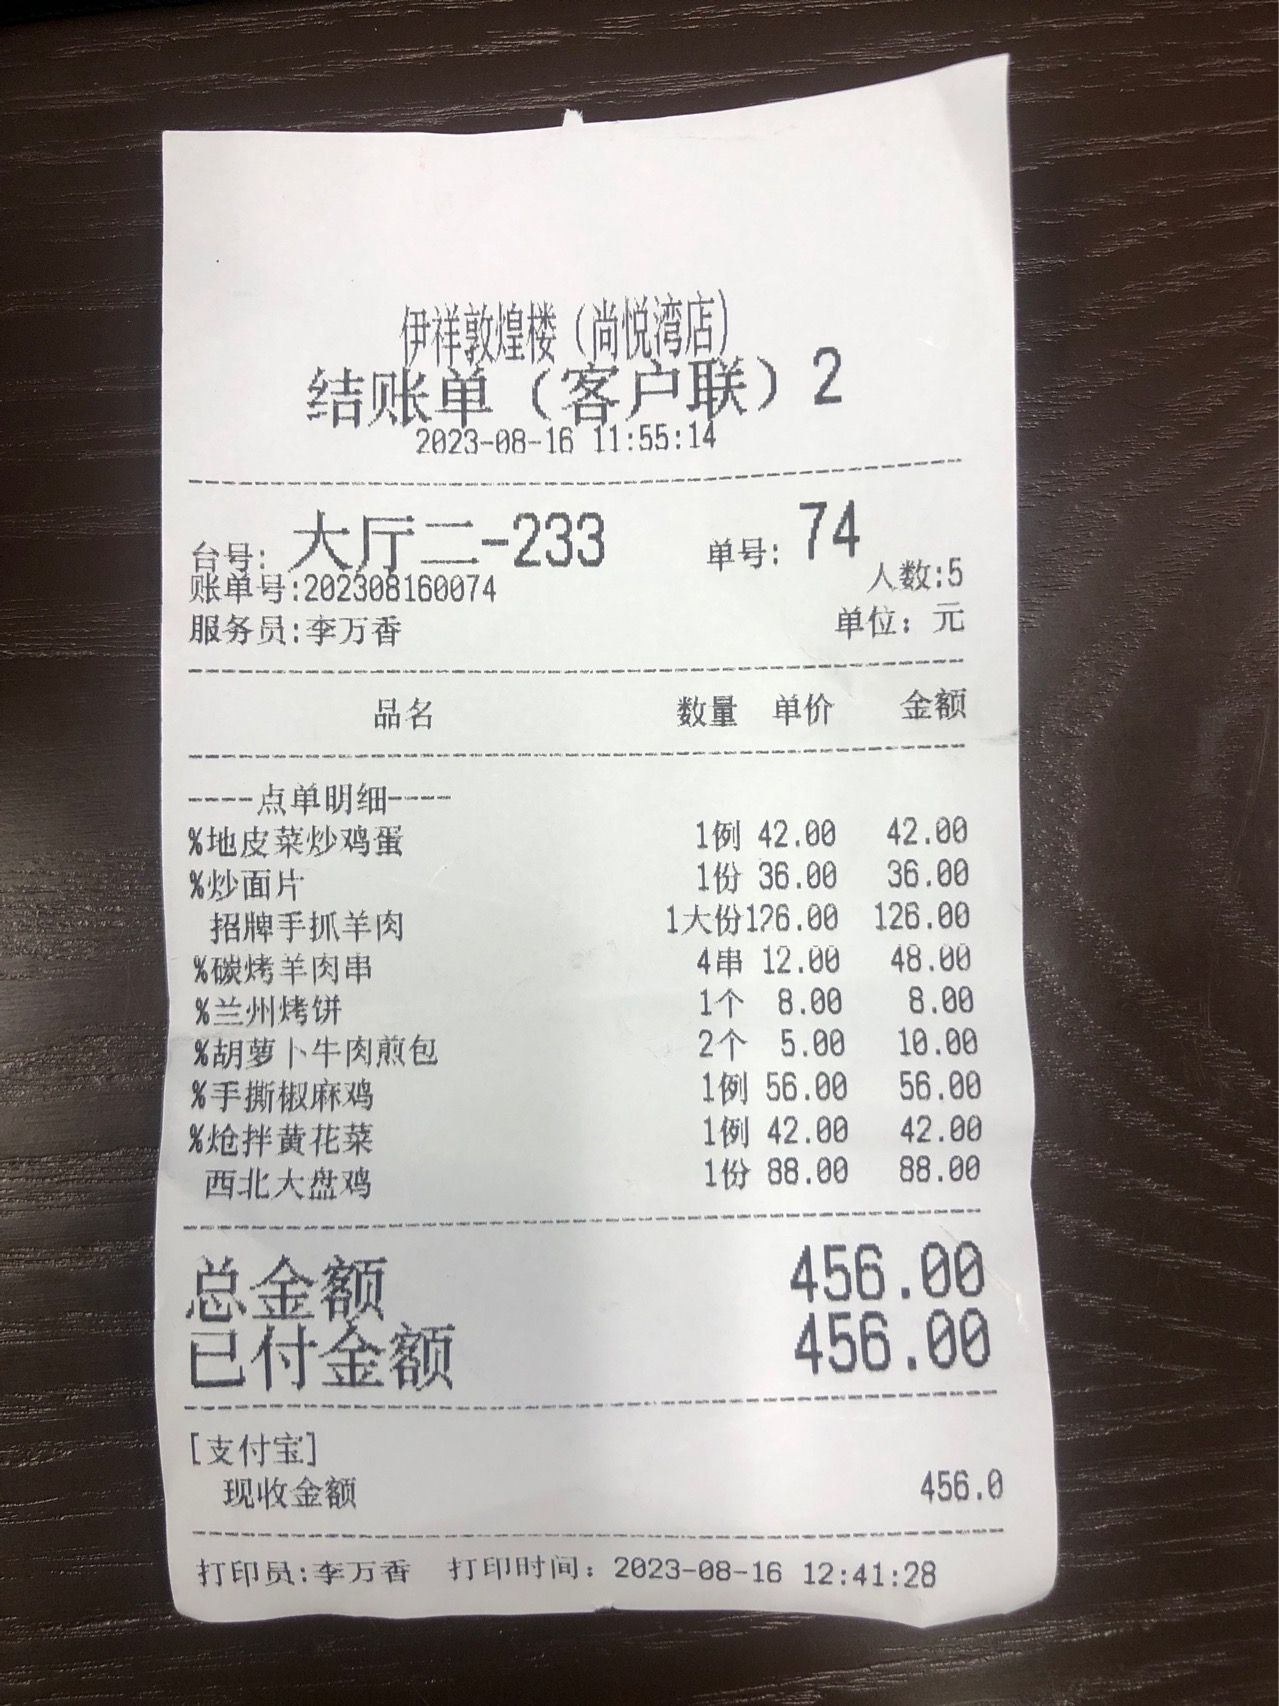 伊祥敦煌楼（尚悦湾店）
结账单（客户联）2
2023-08-16 11:55:14
台号: 大厅二-233 单号: 74
人数:5
账单号:202308160074
服务员:李万香 单位: 元
品名 数量 单价 金额
----点单明细----
%地皮菜炒鸡蛋 1例 42.00 42.00
%炒面片 1份 36.00 36.00
招牌手抓羊肉 1大份126.00 126.00
%碳烤羊肉串 4串 12.00 48.00
%兰州烤饼 1个 8.00 8.00
%胡萝卜牛肉煎包 2个 5.00 10.00
%手撕椒麻鸡 1例 56.00 56.00
%炝拌黄花菜 1例 42.00 42.00
西北大盘鸡 1份 88.00 88.00
总金额 456.00
已付金额 456.00
[支付宝]
现收金额 456.0
打印员:李万香 打印时间: 2023-08-16 12:41:28